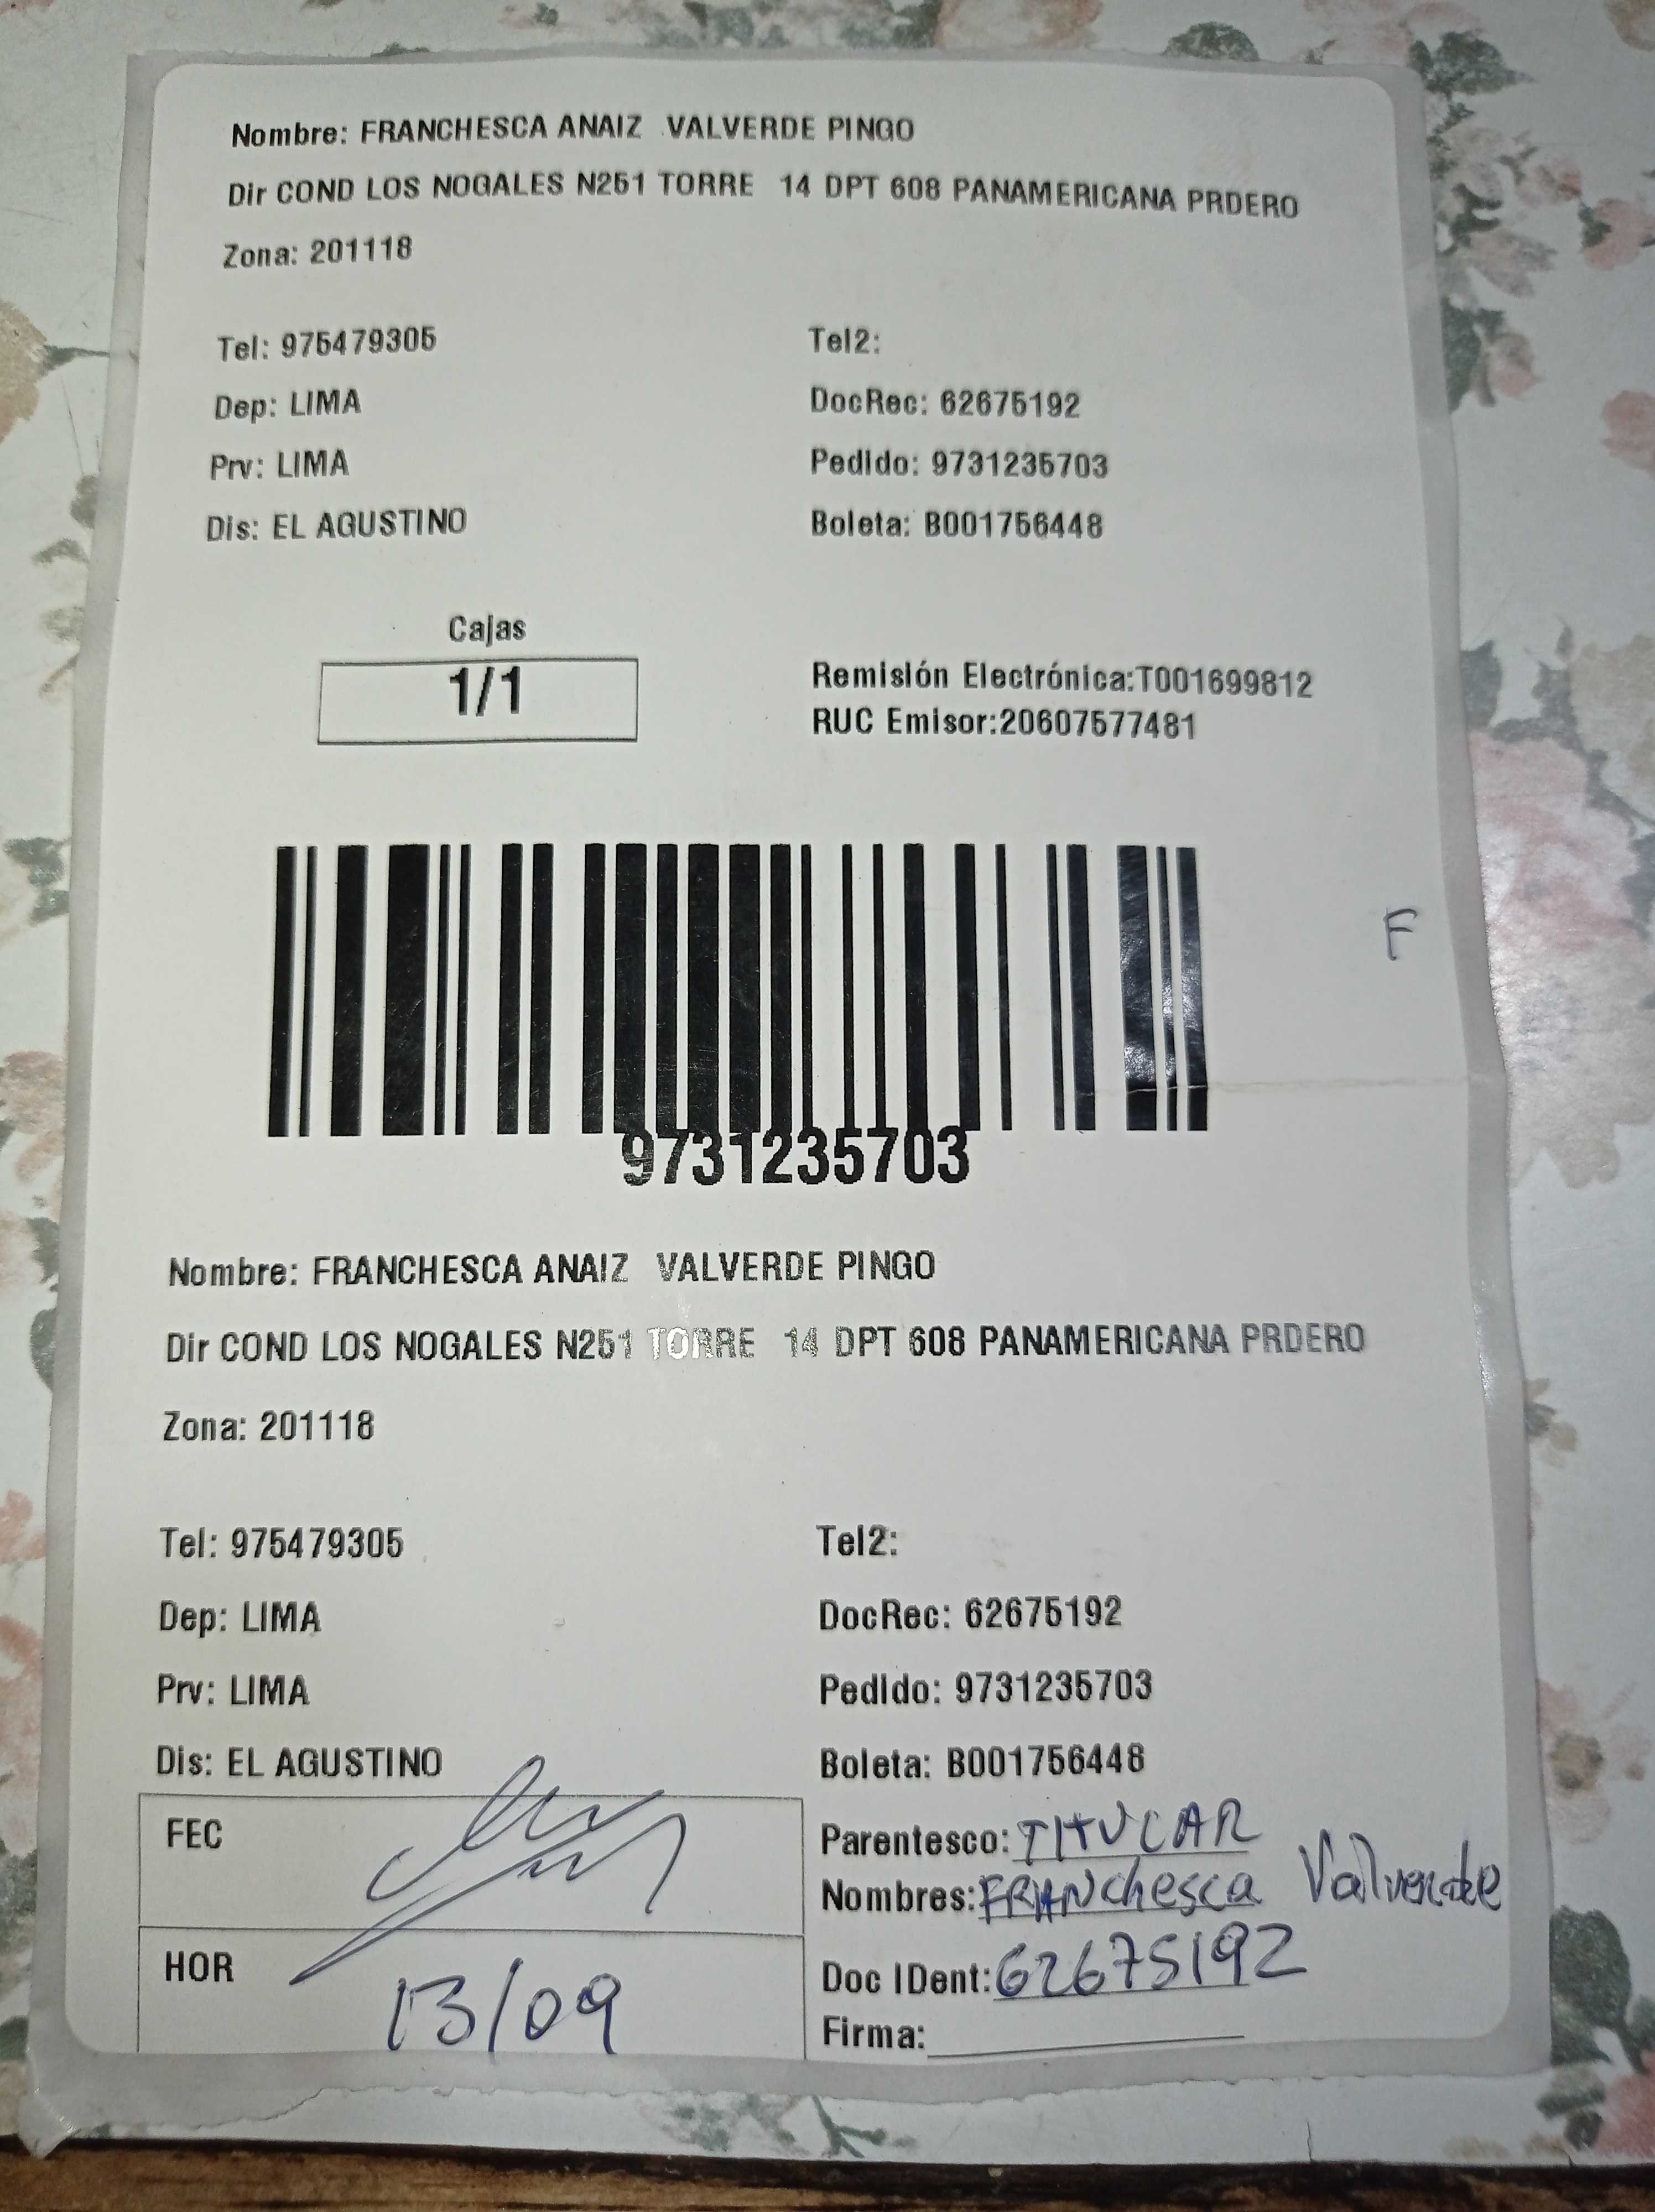 Nombre: FRANCHESCA ANAIZ VALVERDE PINGO
Dir COND LOS NOGALES N251 TORRE 14 DPT 608 PANAMERICANA PRDERO
Zona: 201118
Tel: 975479305 Tel2:
Dep: LIMA DocRec: 62675192
Prv: LIMA Pedido: 9731235703
Dis: EL AGUSTINO Boleta: B001756448
Cajas
1/1
Remisión Electrónica:T001699812
RUC Emisor:20607577481
F
9731235703
Nombre: FRANCHESCA ANAIZ VALVERDE PINGO
Dir COND LOS NOGALES N251 TORRE 14 DPT 608 PANAMERICANA PRDERO
Zona: 201118
Tel: 975479305 Tel2:
Dep: LIMA DocRec: 62675192
Prv: LIMA Pedido: 9731235703
Dis: EL AGUSTINO Boleta: B001756448
FEC Parentesco: TITULAR
Nombres: FRANchesca Valverde
HOR Doc IDent: 62675192
13/09 Firma: